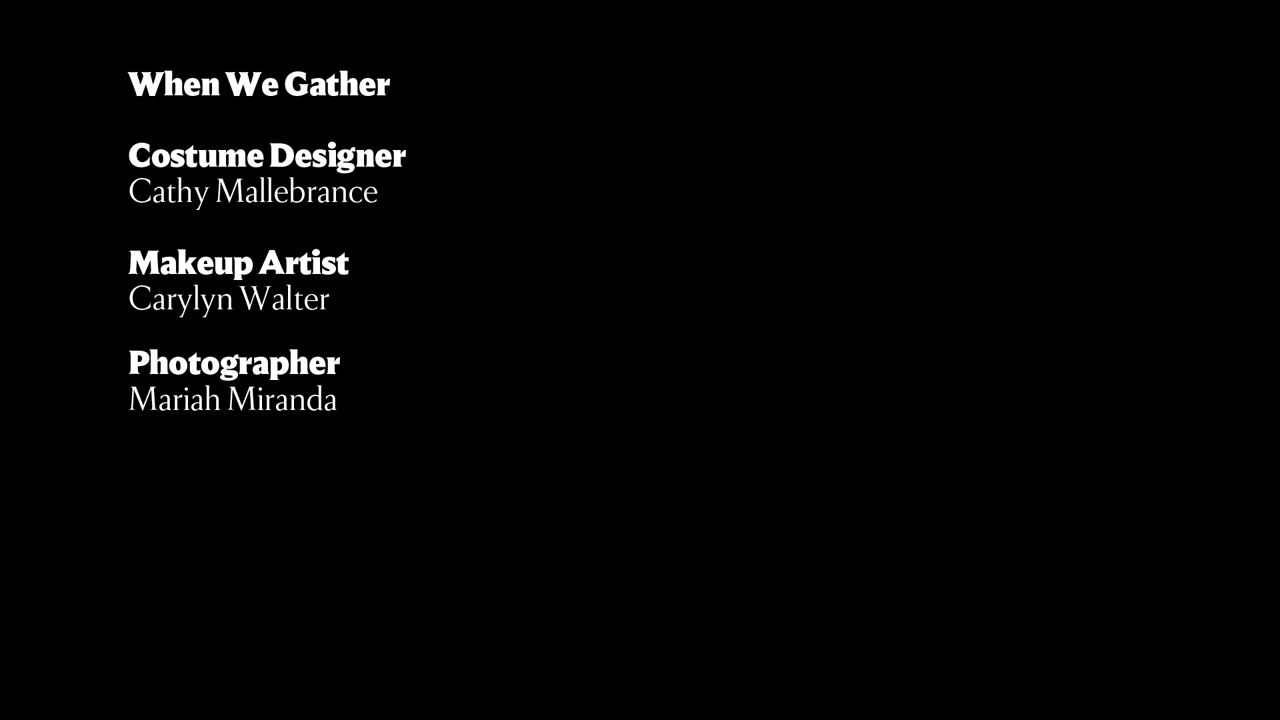 When We Gather
Costume Designer
Cathy Mallebrance
Makeup Artist
Carylyn Walter
Photographer
Mariah Miranda